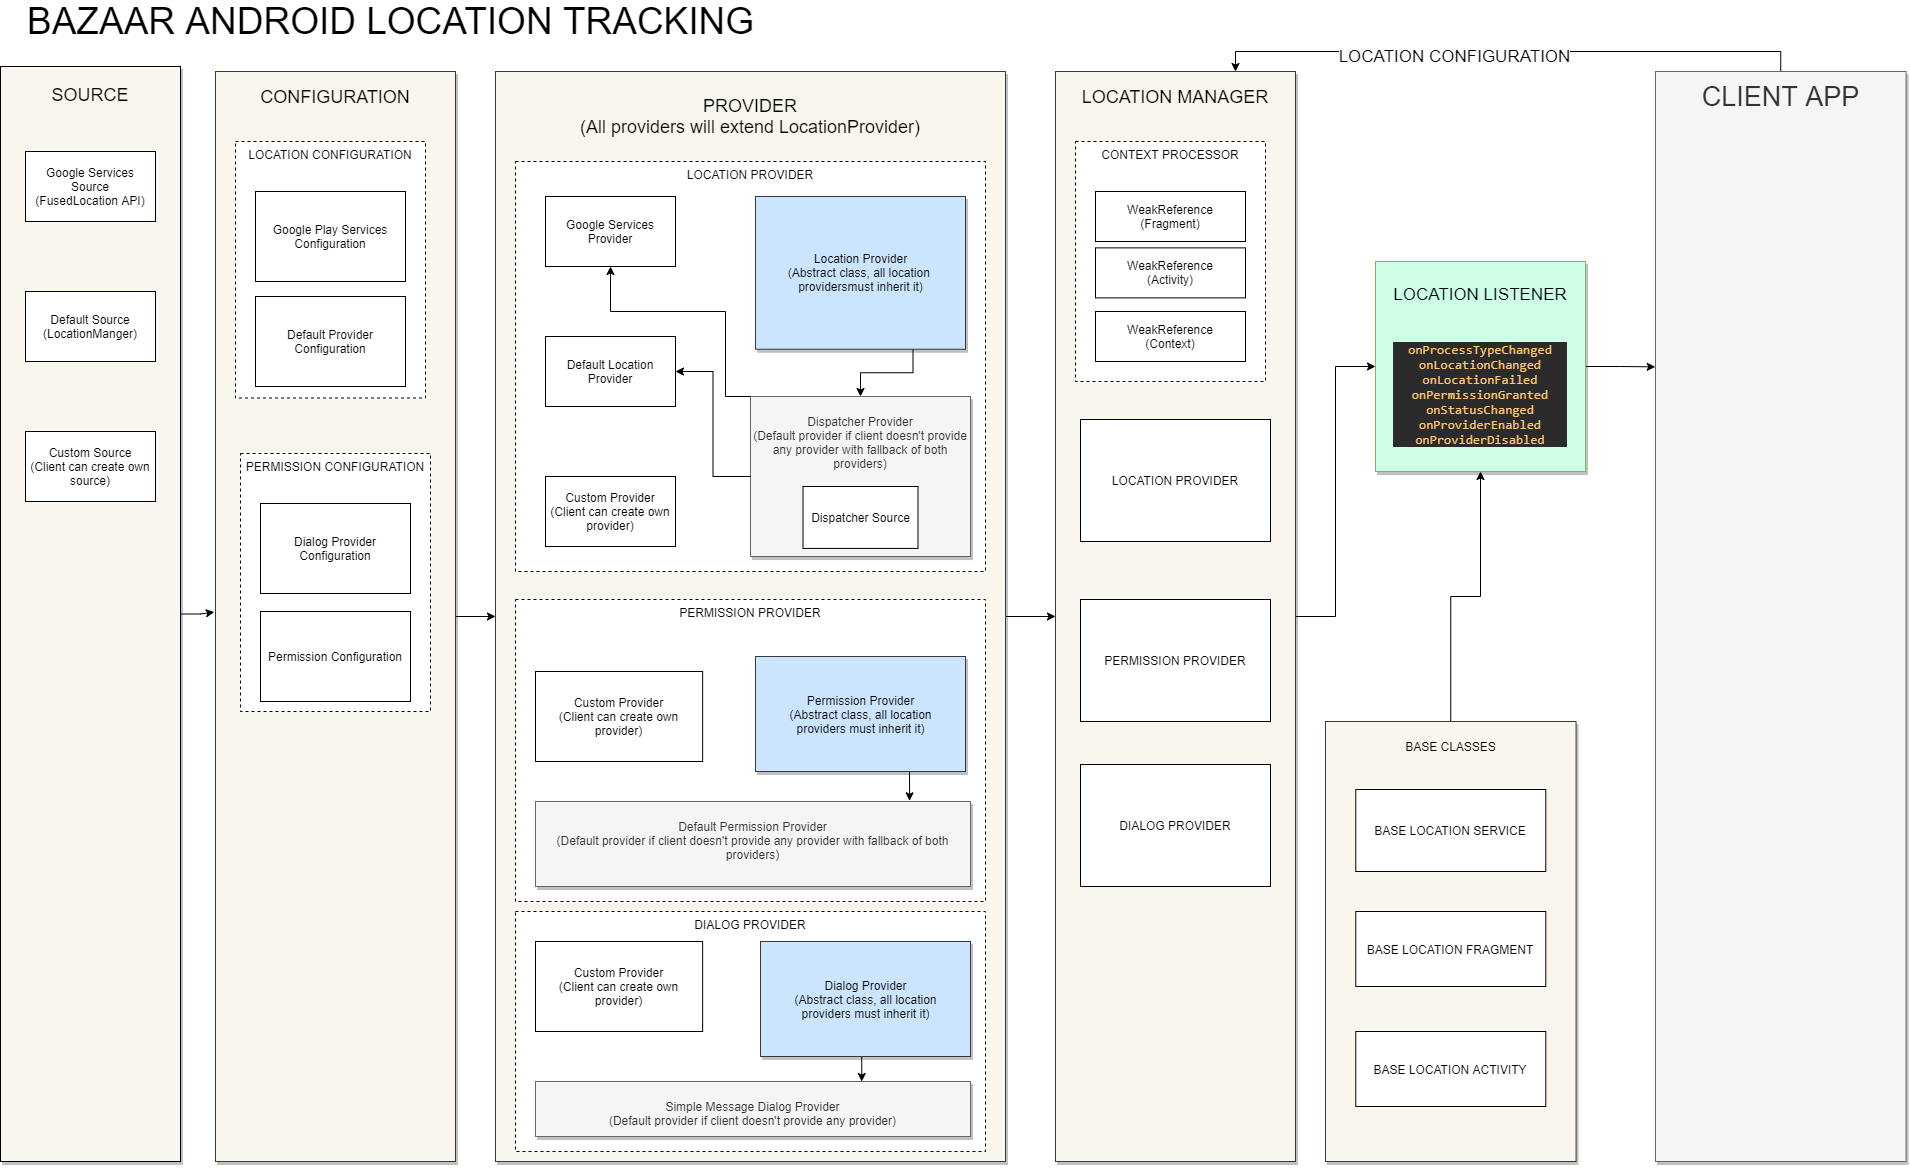 BAZAAR ANDROID LOCATION TRACKING
SOURCE
Google Services
Source
(FusedLocation API)
Default Source
(LocationManger)
Custom Source
(Client can create own
source)
CONFIGURATION
LOCATION CONFIGURATION
Google Play Services
Configuration
Default Provider
Configuration
PERMISSION CONFIGURATION
Dialog Provider
Configuration
Permission Configuration
PROVIDER
(All providers will extend LocationProvider)
LOCATION PROVIDER
Google Services
Provider
Location Provider
(Abstract class, all location
providersmust inherit it)
Default Location
Provider
Dispatcher Provider
(Default provider if client doesn't provide
any provider with fallback of both
providers)
Dispatcher Source
Custom Provider
(Client can create own
provider)
PERMISSION PROVIDER
Custom Provider
(Client can create own
provider)
Permission Provider
(Abstract class, all location
providers must inherit it)
Default Permission Provider
(Default provider if client doesn't provide any provider with fallback of both
providers)
DIALOG PROVIDER
Custom Provider
(Client can create own
provider)
Dialog Provider
(Abstract class, all location
providers must inherit it)
Simple Message Dialog Provider
(Default provider if client doesn't provide any provider)
LOCATION MANAGER
CONTEXT PROCESSOR
WeakReference
(Fragment)
WeakReference
(Activity)
WeakReference
(Context)
LOCATION PROVIDER
PERMISSION PROVIDER
DIALOG PROVIDER
LOCATION CONFIGURATION
LOCATION LISTENER
onProcessTypeChanged
onLocationChanged
onLocationFailed
onPermissionGranted
onStatusChanged
onProviderEnabled
onProviderDisabled
BASE CLASSES
BASE LOCATION SERVICE
BASE LOCATION FRAGMENT
BASE LOCATION ACTIVITY
CLIENT APP